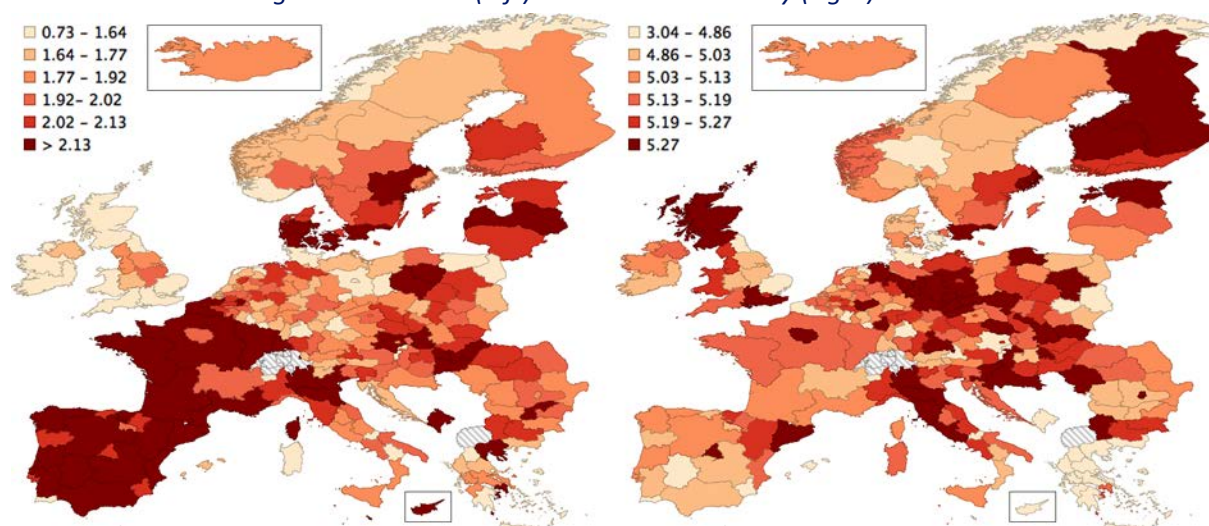 0.73 – 1.64
1.64 – 1.77
1.77 – 1.92
1.92– 2.02
2.02 – 2.13
> 2.13
3.04 – 4.86
4.86 – 5.03
5.03 – 5.13
5.13 – 5.19
5.19 – 5.27
5.27